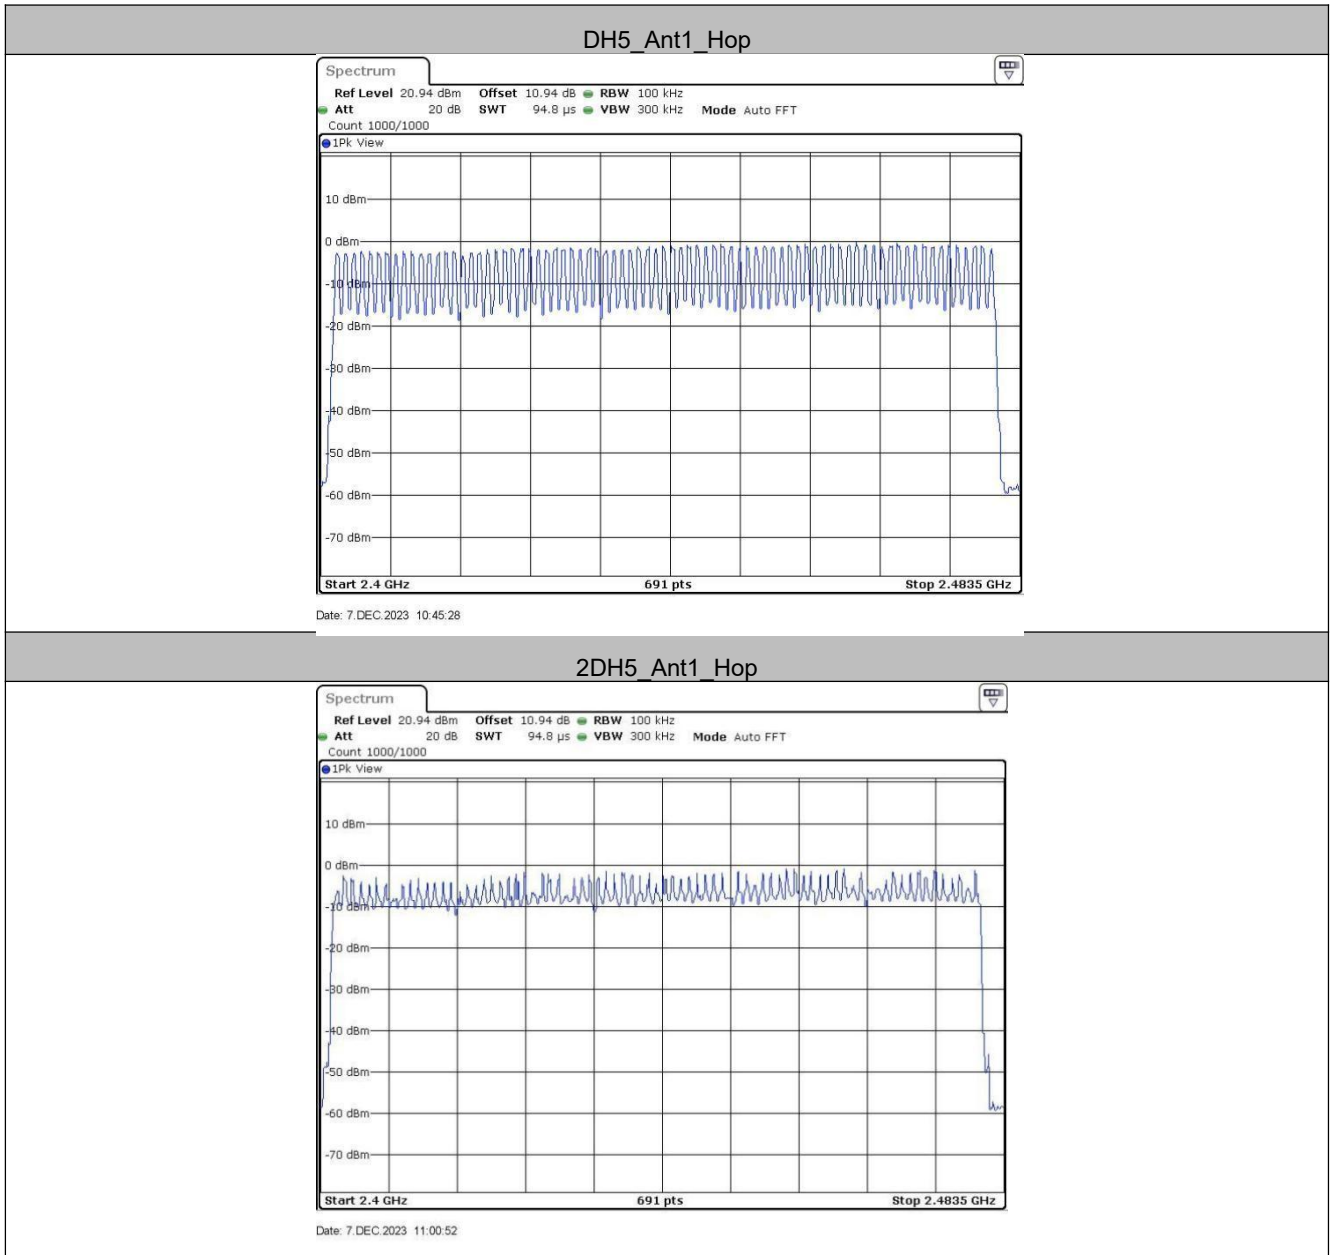 DH5_Ant1_Hop
Spectrum
Ref Level 20.94 dBm Offset 10.94 dB RBW 100 kHz
Att 20 dB SWT 94.8 µs VBW 300 kHz Mode Auto FFT
Count 1000/1000
1Pk View
10 dBm
0 dBm
-10 dBm
-20 dBm
-30 dBm
-40 dBm
-50 dBm
-60 dBm
-70 dBm
Start 2.4 GHz 691 pts Stop 2.4835 GHz
Date: 7.DEC.2023 10:45:28
2DH5_Ant1_Hop
Spectrum
Ref Level 20.94 dBm Offset 10.94 dB RBW 100 kHz
Att 20 dB SWT 94.8 µs VBW 300 kHz Mode Auto FFT
Count 1000/1000
1Pk View
10 dBm
0 dBm
-10 dBm
-20 dBm
-30 dBm
-40 dBm
-50 dBm
-60 dBm
-70 dBm
Start 2.4 GHz 691 pts Stop 2.4835 GHz
Date: 7.DEC.2023 11:00:52